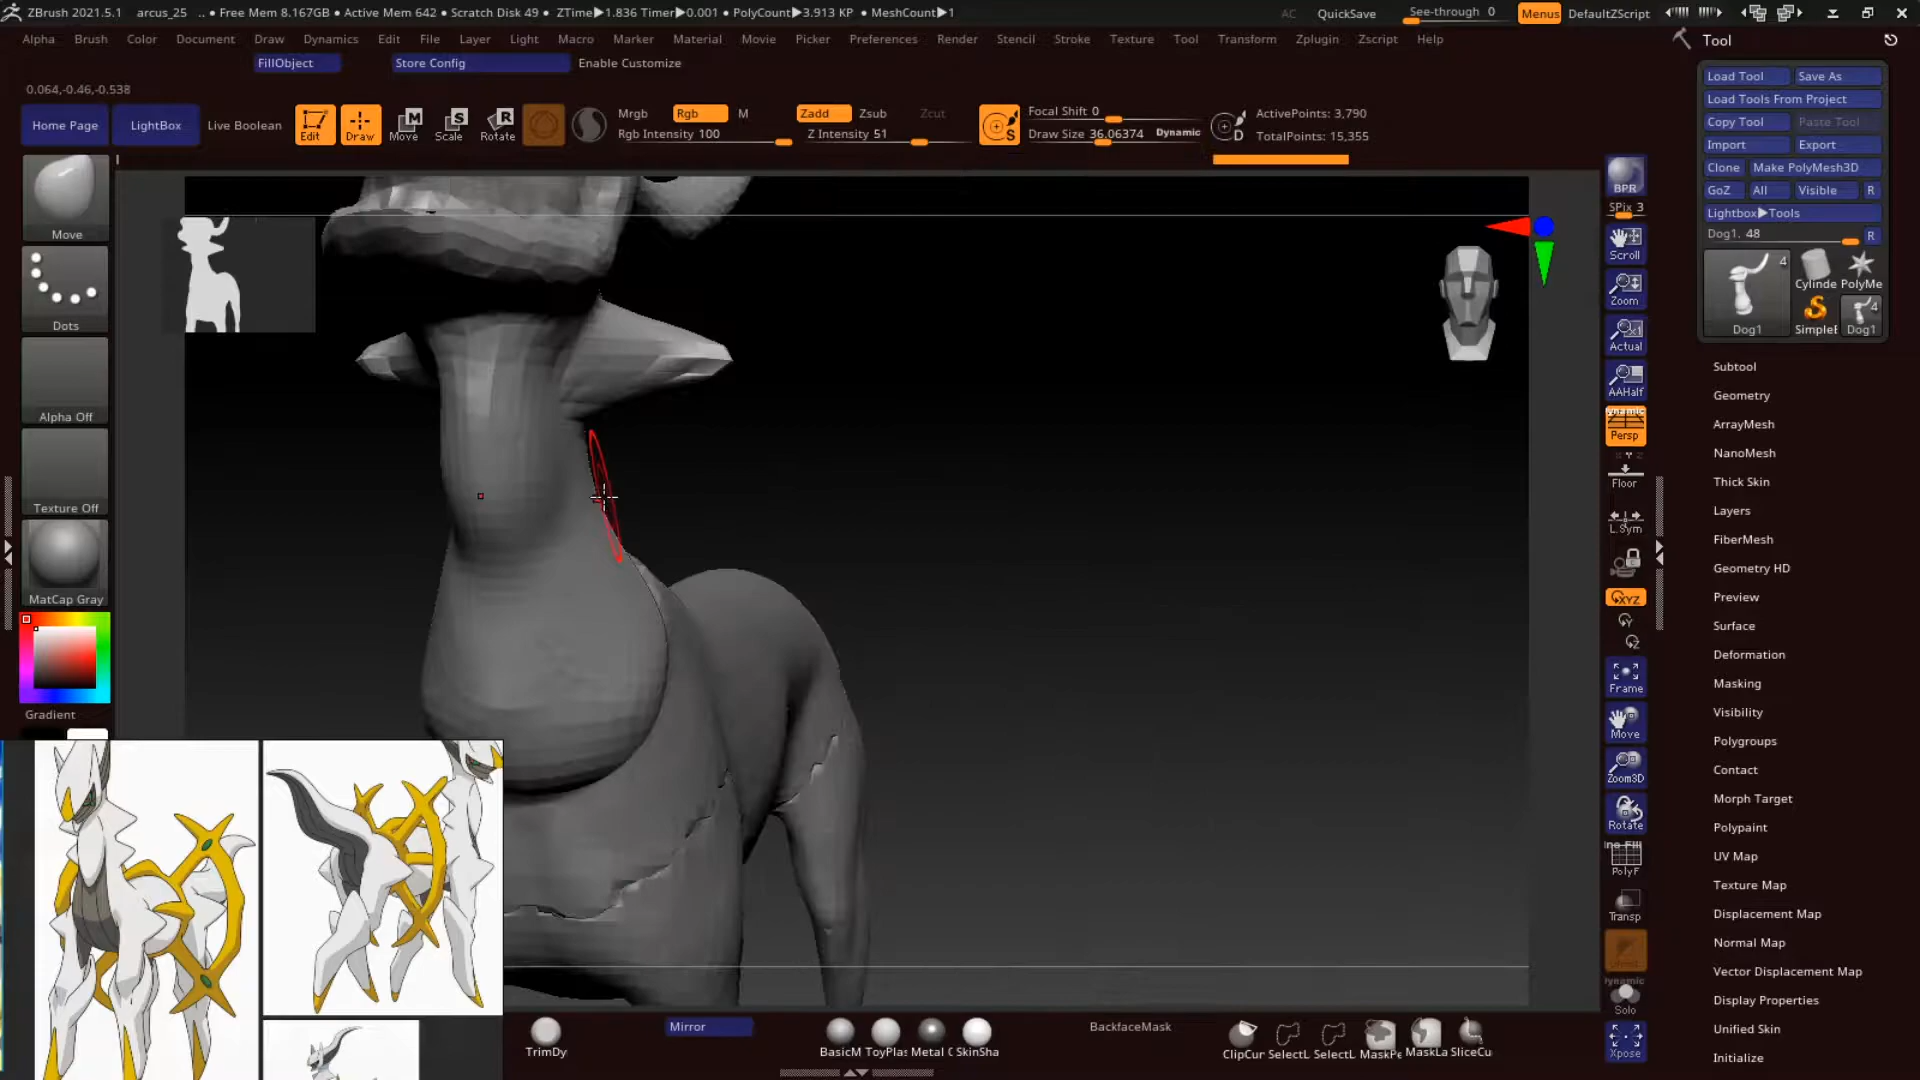 ZBrush 2021.5.1 arcus_25 .. ● Free Mem 8.167GB ● Active Mem 642 ● Scratch Disk 49 ● ZTime▶1.836 Timer▶0.001 ● PolyCount▶3.913 KP ● MeshCount▶1
AC QuickSave See-through 0 Menus DefaultZScript
Alpha Brush Color Document Draw Dynamics Edit File Layer Light Macro Marker Material Movie Picker Preferences Render Stencil Stroke Texture Tool Transform Zplugin Zscript Help
FillObject Store Config Enable Customize
0.064,-0.46,-0.538
Home Page LightBox Live Boolean
Edit Draw Move Scale Rotate
Mrgb Rgb M
Rgb Intensity 100
Zadd Zsub Zcut
Z Intensity 51
Focal Shift 0
Draw Size 36.06374 Dynamic
ActivePoints: 3,790
TotalPoints: 15,355
Move
Dots
Alpha Off
Texture Off
MatCap Gray
Gradient
BPR
SPix 3
Scroll
Zoom
Actual
AAHalf
Persp
Floor
L.Sym
XYZ
Frame
Move
Zoom3D
Rotate
PolyF
Transp
Dynamic
Solo
Xpose
Tool
Load Tool Save As
Load Tools From Project
Copy Tool Paste Tool
Import Export
Clone Make PolyMesh3D
GoZ All Visible R
Lightbox▶Tools
Dog1. 48 R
4
Cylinde PolyMe
4
Dog1 SimpleB Dog1
Subtool
Geometry
ArrayMesh
NanoMesh
Thick Skin
Layers
FiberMesh
Geometry HD
Preview
Surface
Deformation
Masking
Visibility
Polygroups
Contact
Morph Target
Polypaint
UV Map
Texture Map
Displacement Map
Normal Map
Vector Displacement Map
Display Properties
Unified Skin
Initialize
TrimDy Mirror BasicM ToyPlas Metal C SkinSha BackfaceMask ClipCur SelectL SelectL MaskPe MaskLa SliceCu